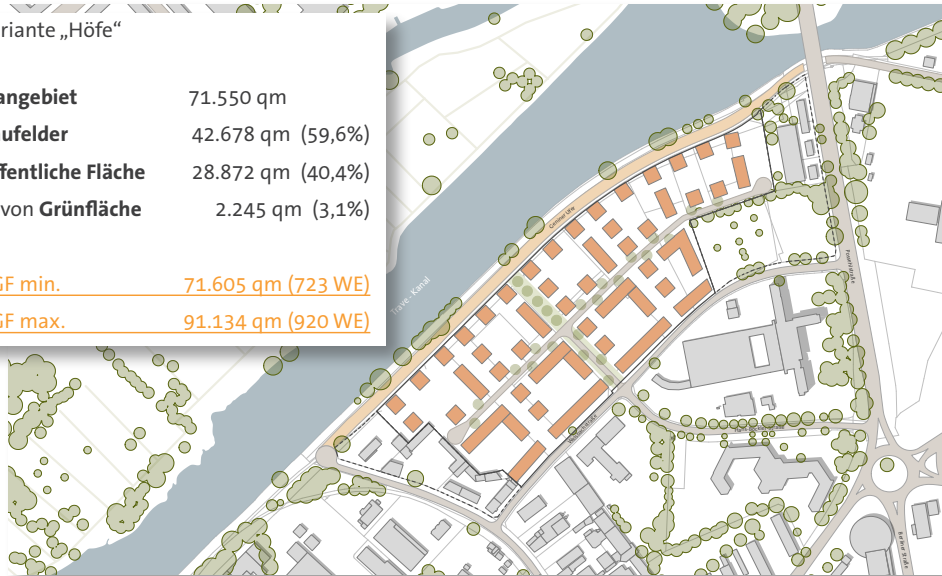 riante „Höfe“
angebiet 71.550 qm
ufelder 42.678 qm (59,6%)
fentliche Fläche 28.872 qm (40,4%)
von Grünfläche 2.245 qm (3,1%)
GF min. 71.605 qm (723 WE)
GF max. 91.134 qm (920 WE)
Trave - Kanal